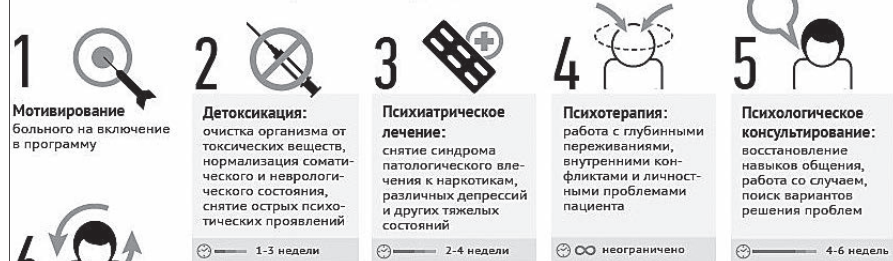 1
Мотивирование
больного на включение
в программу
2
Детоксикация:
очистка организма от
токсических веществ,
нормализация сомати-
ческого и неврологи-
ческого состояния,
снятие острых психо-
тических проявлений
1-3 недели
3
Психиатрическое
лечение:
снятие синдрома
патологического вле-
чения к наркотикам,
различных депрессий
и других тяжелых
состояний
2-4 недели
4
Психотерапия:
работа с глубинными
переживаниями,
внутренними кон-
фликтами и личност-
ными проблемами
пациента
∞ неограничено
5
Психологическое
консультирование:
восстановление
навыков общения,
работа со случаем,
поиск вариантов
решения проблем
4-6 недель
6